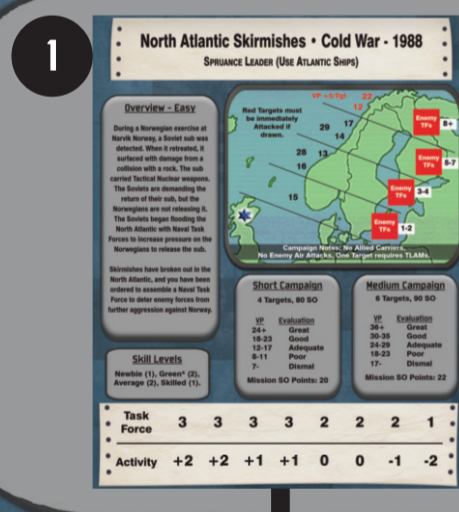 1
North Atlantic Skirmishes • Cold War - 1988
Spruance Leader (Use Atlantic Ships)
Overview - Easy
During a Norwegian exercise at
Narvik Norway, a Soviet sub was
detected. When it retreated, it
surfaced with damage from a
collision with a rock. The sub
carried Tactical Nuclear weapons.
The Soviets are demanding the
return of their sub, but the
Norwegians are not releasing it.
The Soviets began flooding the
North Atlantic with Naval Task
Forces to increase pressure on the
Norwegians to release the sub.
Skirmishes have broken out in the
North Atlantic, and you have been
ordered to assemble a Naval Task
Force to deter enemy forces from
further aggression against Norway.
Skill Levels
Newbie (1), Green* (2),
Average (2), Skilled (1).
Red Targets must
be immediately
Attacked if
drawn.
22
12
29 17
14
28 13
16
15
Enemy
TFs
8+
Enemy
TFs
5-7
Enemy
TFs
3-4
Enemy
TFs
1-2
Campaign Notes: No Allied Carriers,
No Enemy Air Attacks, One Target requires TLAMs.
Short Campaign
4 Targets, 80 SO
VP Evaluation
24+ Great
18-23 Good
12-17 Adequate
8-11 Poor
7- Dismal
Mission SO Points: 20
Medium Campaign
6 Targets, 90 SO
VP Evaluation
36+ Great
30-35 Good
24-29 Adequate
18-23 Poor
17- Dismal
Mission SO Points: 22
Task
Force 3 3 3 3 2 2 2 1
Activity +2 +2 +1 +1 0 0 -1 -2